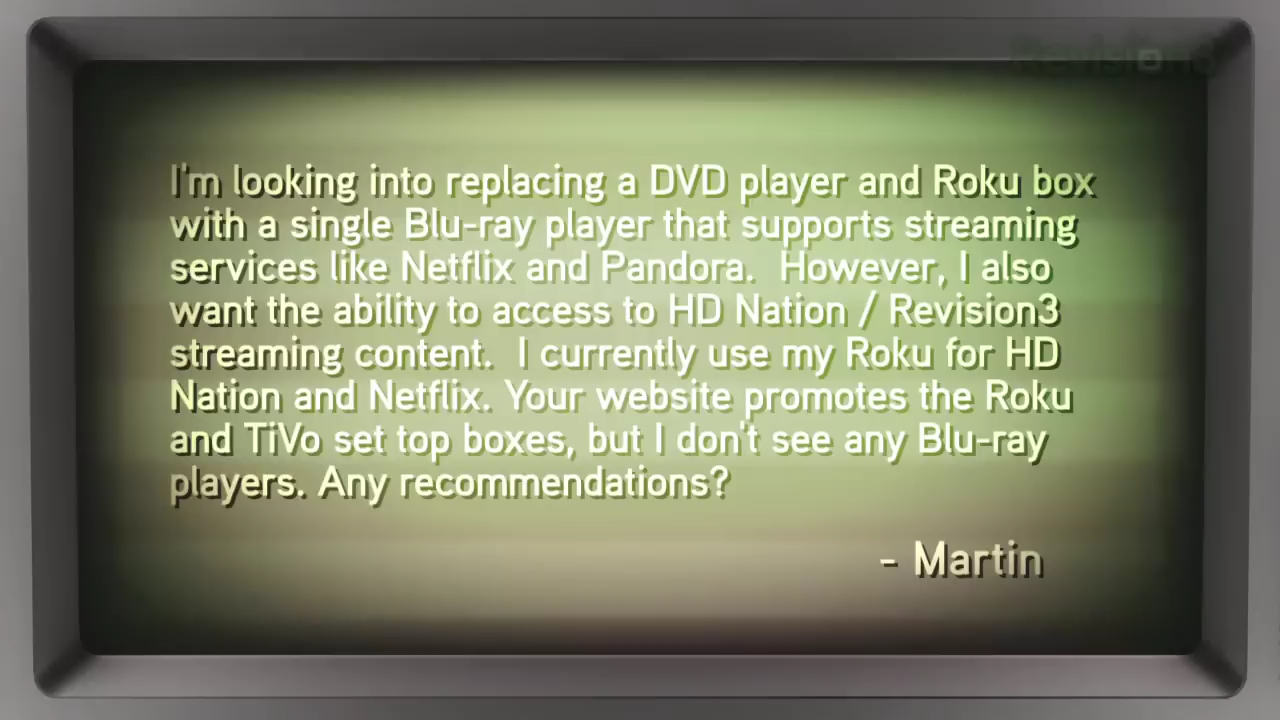 Revision3
I'm looking into replacing a DVD player and Roku box
with a single Blu-ray player that supports streaming
services like Netflix and Pandora.  However, I also
want the ability to access to HD Nation / Revision3
streaming content.  I currently use my Roku for HD
Nation and Netflix. Your website promotes the Roku
and TiVo set top boxes, but I don't see any Blu-ray
players. Any recommendations?
- Martin